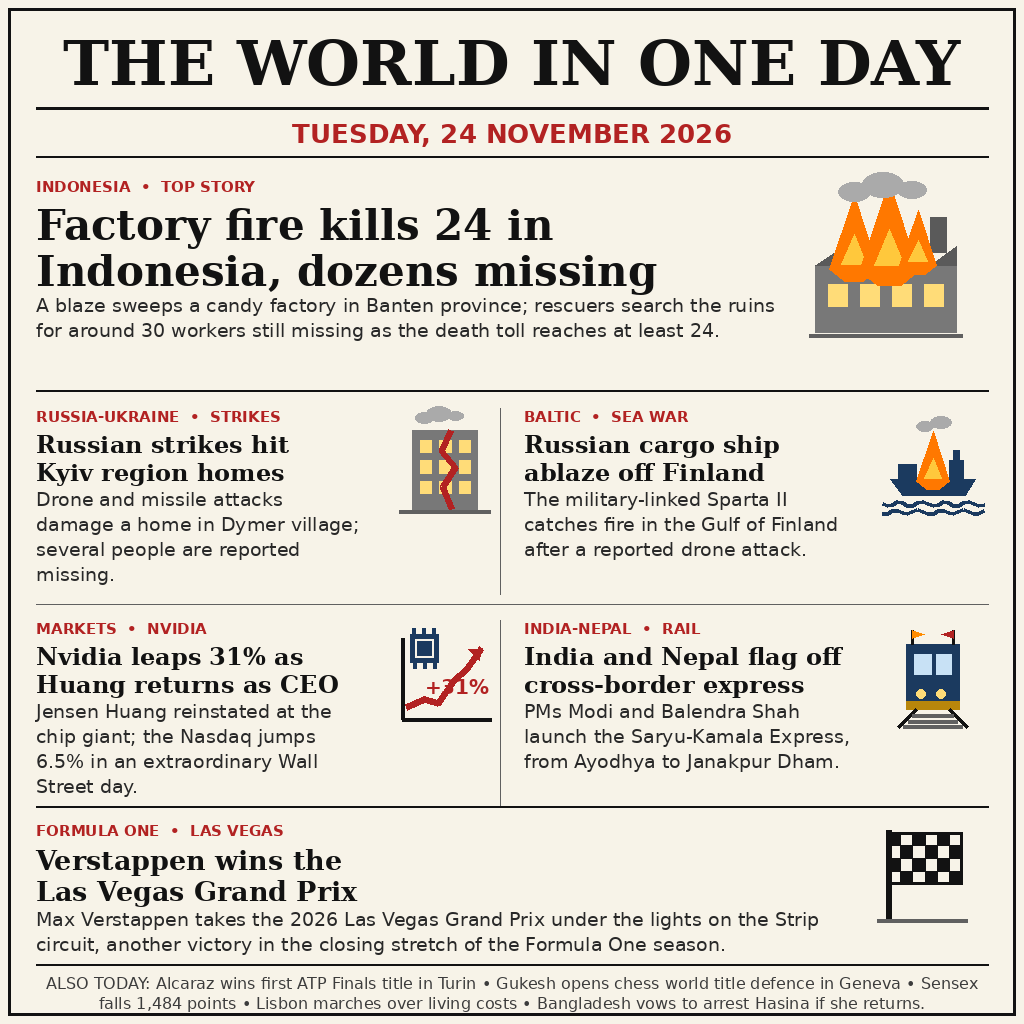 THE WORLD IN ONE DAY
TUESDAY, 24 NOVEMBER 2026
INDONESIA • TOP STORY
Factory fire kills 24 in
Indonesia, dozens missing
A blaze sweeps a candy factory in Banten province; rescuers search the ruins
for around 30 workers still missing as the death toll reaches at least 24.
RUSSIA-UKRAINE • STRIKES
Russian strikes hit
Kyiv region homes
Drone and missile attacks
damage a home in Dymer village;
several people are reported
missing.
BALTIC • SEA WAR
Russian cargo ship
ablaze off Finland
The military-linked Sparta II
catches fire in the Gulf of Finland
after a reported drone attack.
MARKETS • NVIDIA
Nvidia leaps 31% as
Huang returns as CEO
Jensen Huang reinstated at the
chip giant; the Nasdaq jumps
6.5% in an extraordinary Wall
Street day.
+31%
INDIA-NEPAL • RAIL
India and Nepal flag off
cross-border express
PMs Modi and Balendra Shah
launch the Saryu-Kamala Express,
from Ayodhya to Janakpur Dham.
FORMULA ONE • LAS VEGAS
Verstappen wins the
Las Vegas Grand Prix
Max Verstappen takes the 2026 Las Vegas Grand Prix under the lights on the Strip
circuit, another victory in the closing stretch of the Formula One season.
ALSO TODAY: Alcaraz wins first ATP Finals title in Turin • Gukesh opens chess world title defence in Geneva • Sensex
falls 1,484 points • Lisbon marches over living costs • Bangladesh vows to arrest Hasina if she returns.